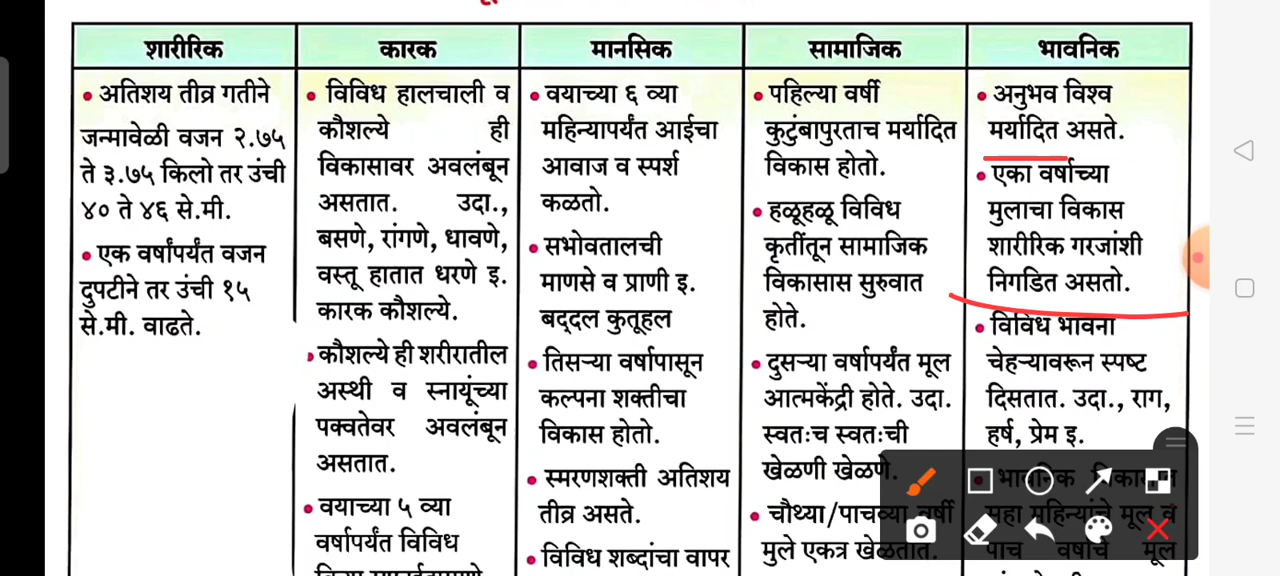 शारीरिक
कारक
मानसिक
सामाजिक
भावनिक
• अतिशय तीव्र गतीने
जन्मावेळी वजन २.७५
ते ३.७५ किलो तर उंची
४० ते ४६ से.मी.
• एक वर्षांपर्यंत वजन
दुपटीने तर उंची १५
से.मी. वाढते.
• विविध हालचाली व
कौशल्ये ही
विकासावर अवलंबून
असतात. उदा.,
बसणे, रांगणे, धावणे,
वस्तू हातात धरणे इ.
कारक कौशल्ये.
• कौशल्ये ही शरीरातील
अस्थी व स्नायूंच्या
पक्वतेवर अवलंबून
असतात.
• वयाच्या ५ व्या
वर्षापर्यंत विविध
• वयाच्या ६ व्या
महिन्यापर्यंत आईचा
आवाज व स्पर्श
कळतो.
• सभोवतालची
माणसे व प्राणी इ.
बद्दल कुतूहल
• तिसऱ्या वर्षापासून
कल्पना शक्तीचा
विकास होतो.
• स्मरणशक्ती अतिशय
तीव्र असते.
• विविध शब्दांचा वापर
• पहिल्या वर्षी
कुटुंबापुरताच मर्यादित
विकास होतो.
• हळूहळू विविध
कृतींतून सामाजिक
विकासास सुरुवात
होते.
• दुसऱ्या वर्षापर्यंत मूल
आत्मकेंद्री होते. उदा.
स्वतःच स्वतःची
खेळणी खेळणे.
• चौथ्या/पाचव्या वर्षी
मुले एकत्र खेळतात.
• अनुभव विश्व
मर्यादित असते.
• एका वर्षाच्या
मुलाचा विकास
शारीरिक गरजांशी
निगडित असतो.
• विविध भावना
चेहऱ्यावरून स्पष्ट
दिसतात. उदा., राग,
हर्ष, प्रेम इ.
• भावनिक
सहा महिन्यांचे मूल व
पाच वर्षाचे मूल